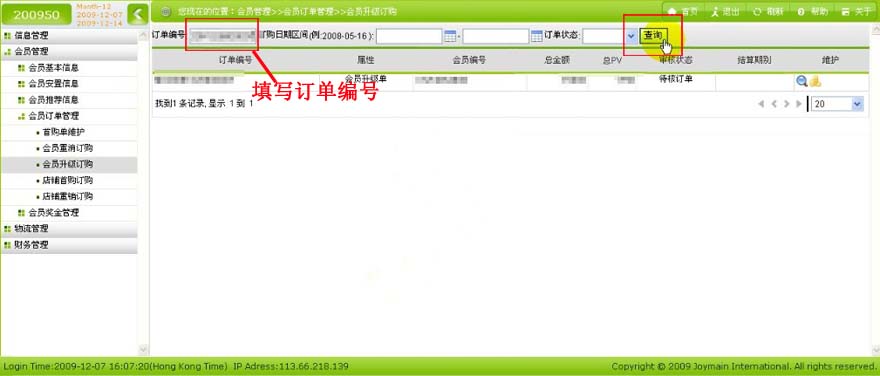 200950
Manth-12
2009-12-07
2009-12-14
您现在的位置：会员管理>>会员订单管理>>会员升级订购
首页 退出 刷新 帮助 关于
信息管理
会员管理
会员基本信息
会员安置信息
会员推荐信息
会员订单管理
首购单维护
会员重消订购
会员升级订购
店铺首购订购
店铺重销订购
会员奖金管理
物流管理
财务管理
订单编号 订购日期区间(例:2008-05-16): - 订单状态: 查询
订单编号 属性 会员编号 总金额 总PV 审核状态 结算期别 维护
会员升级单 待核订单
填写订单编号
找到1 条记录, 显示 1 到 1
20
Login Time:2009-12-07 16:07:20(Hong Kong Time) IP Adress:113.66.218.139
Copyright © 2009 Joymain International. All rights reserved.